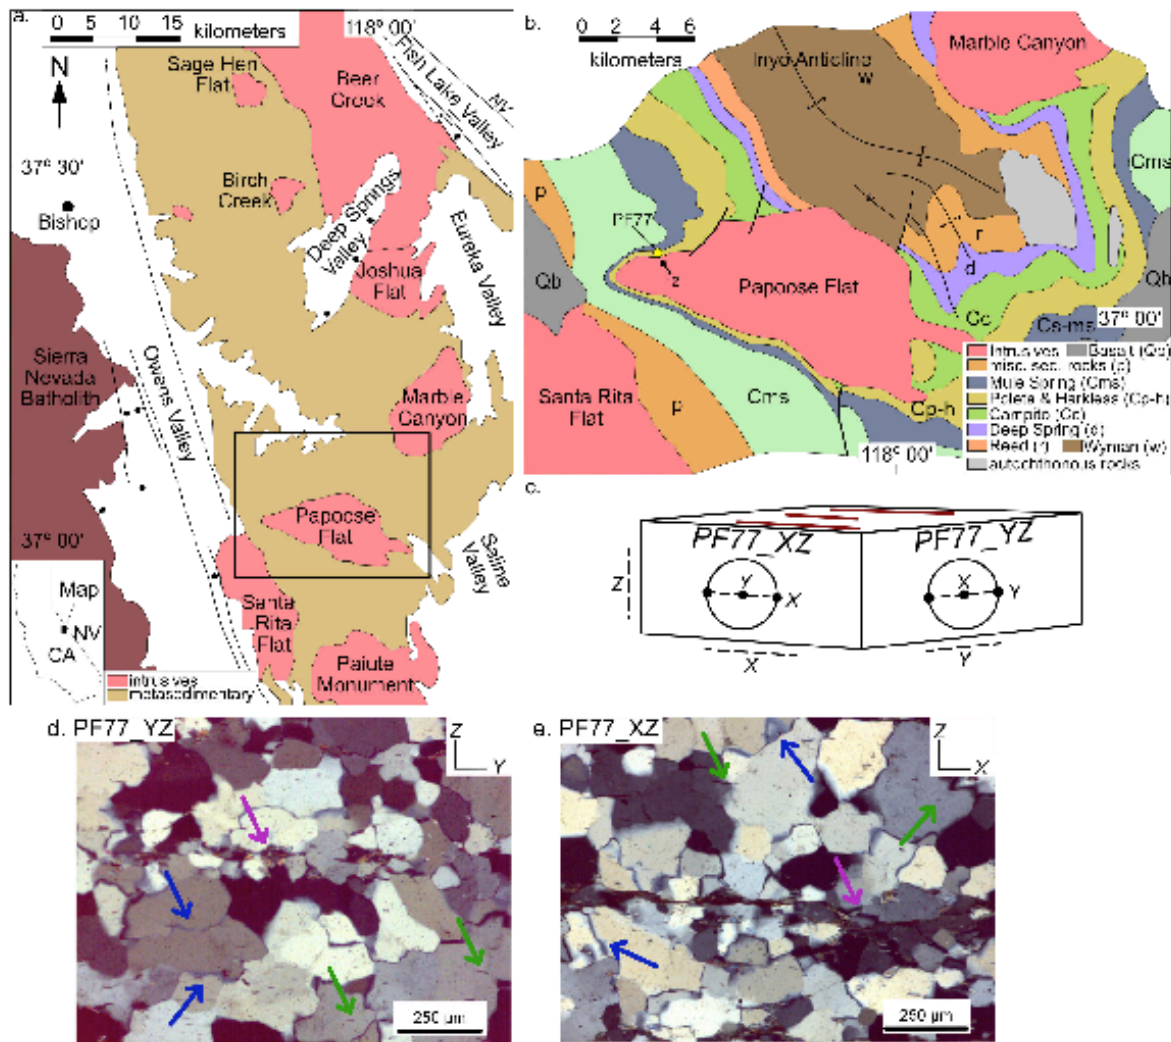 a.
0 5 10 15
kilometers
118° 00'
N
Sage Hen
Flat
Beer
Creek
Fish Lake Valley
NV
37° 30'
Bishop
Birch
Creek
Deep Springs
Valley
Eureka Valley
Joshua
Flat
Sierra
Nevada
Batholith
Owens Valley
Marble
Canyon
Papoose
Flat
37° 00'
Saline
Valley
Map
NV
CA
Santa
Rita
Flat
Paiute
Monument
intrusives
metasedimentary
b.
0 2 4 6
kilometers
Inyo Anticline
w
Marble Canyon
p
PF77
Cms
r
r
d
z
Qb
Papoose Flat
Qb
Cc
Cs-ms
37° 00'
Santa Rita
Flat
p
Cms
Cp-h
118° 00'
Intrusives
Basalt (Qb)
misc. sed. rocks (p)
Mule Spring (Cms)
Poleta & Harkless (Cp-h)
Campito (Cc)
Deep Spring (d)
Reed (r)
Wyman (w)
autochthonous rocks
c.
PF77_XZ
PF77_YZ
Z
Y
X
X
Y
X
Y
d. PF77_YZ
Z
Y
250 µm
e. PF77_XZ
Z
X
250 µm